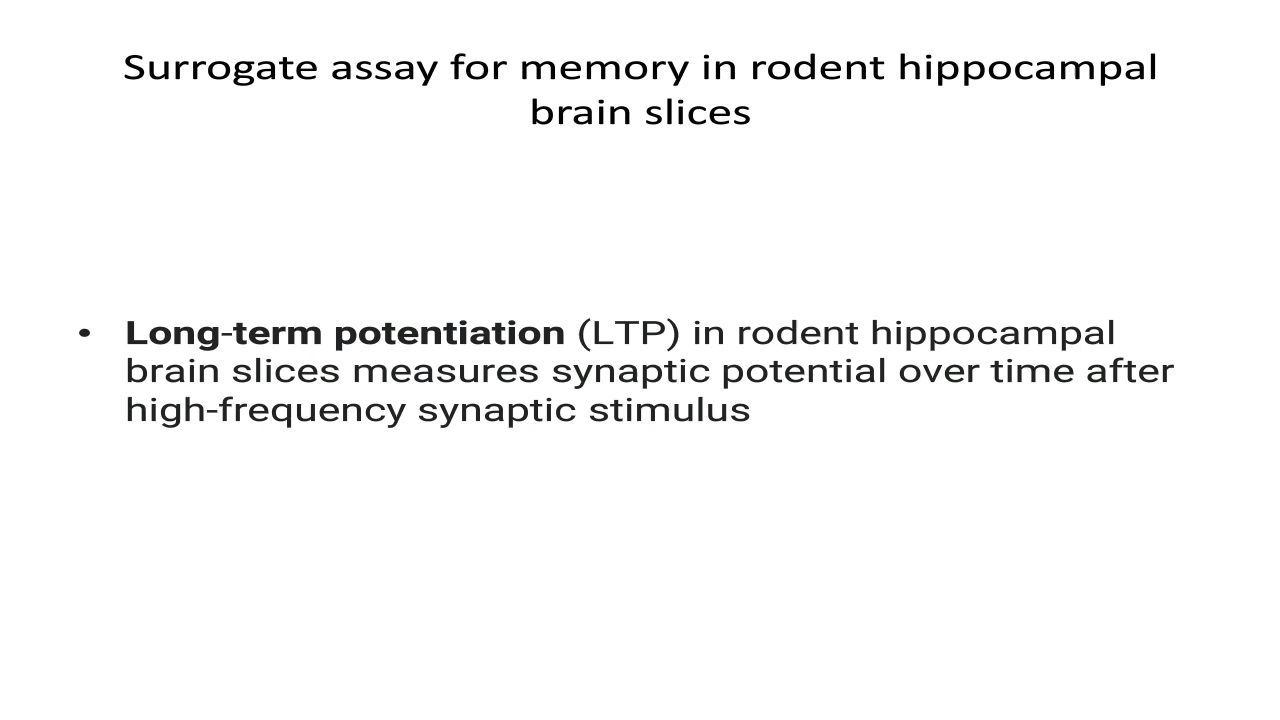 Surrogate assay for memory in rodent hippocampal
brain slices
• Long-term potentiation (LTP) in rodent hippocampal
brain slices measures synaptic potential over time after
high-frequency synaptic stimulus